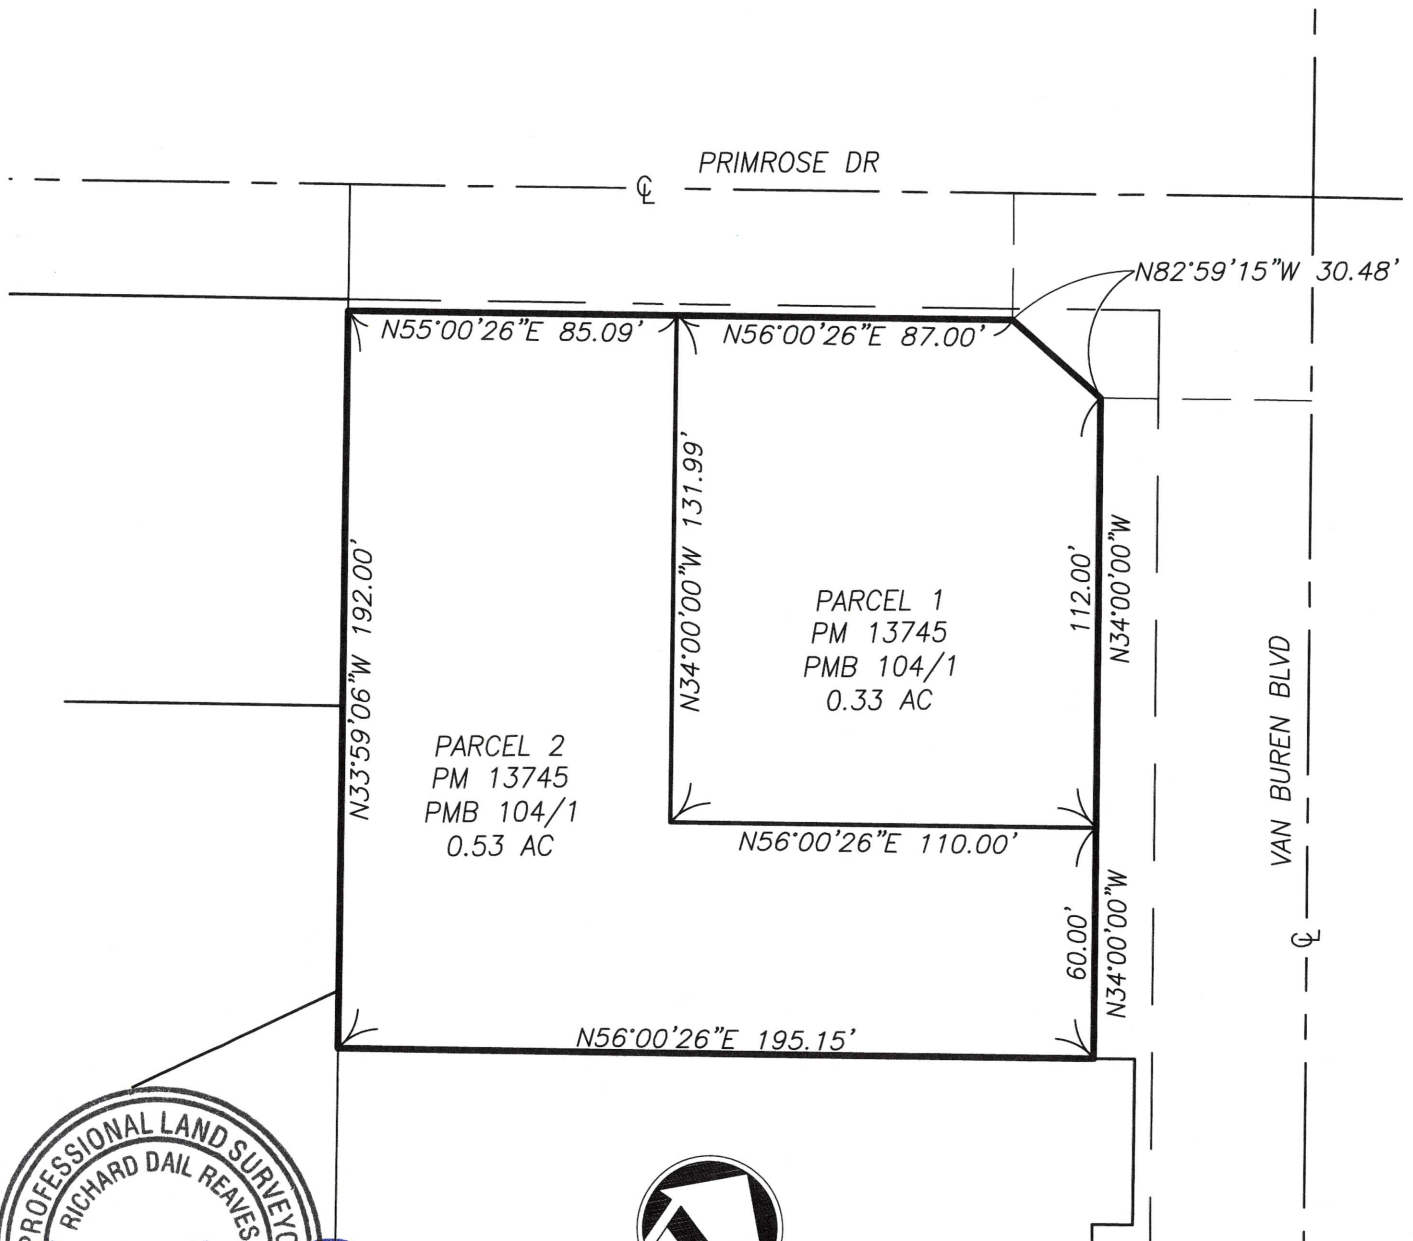 PRIMROSE DR
N82°59'15"W 30.48'
N55°00'26"E 85.09'
N56°00'26"E 87.00'
N33°59'06"W 192.00'
N34°00'00"W 131.99'
112.00'
N34°00'00"W
PARCEL 1
PM 13745
PMB 104/1
0.33 AC
VAN BUREN BLVD
PARCEL 2
PM 13745
PMB 104/1
0.53 AC
N56°00'26"E 110.00'
60.00'
N34°00'00"W
N56°00'26"E 195.15'
PROFESSIONAL LAND SURVEYO
RICHARD DAIL REAVES